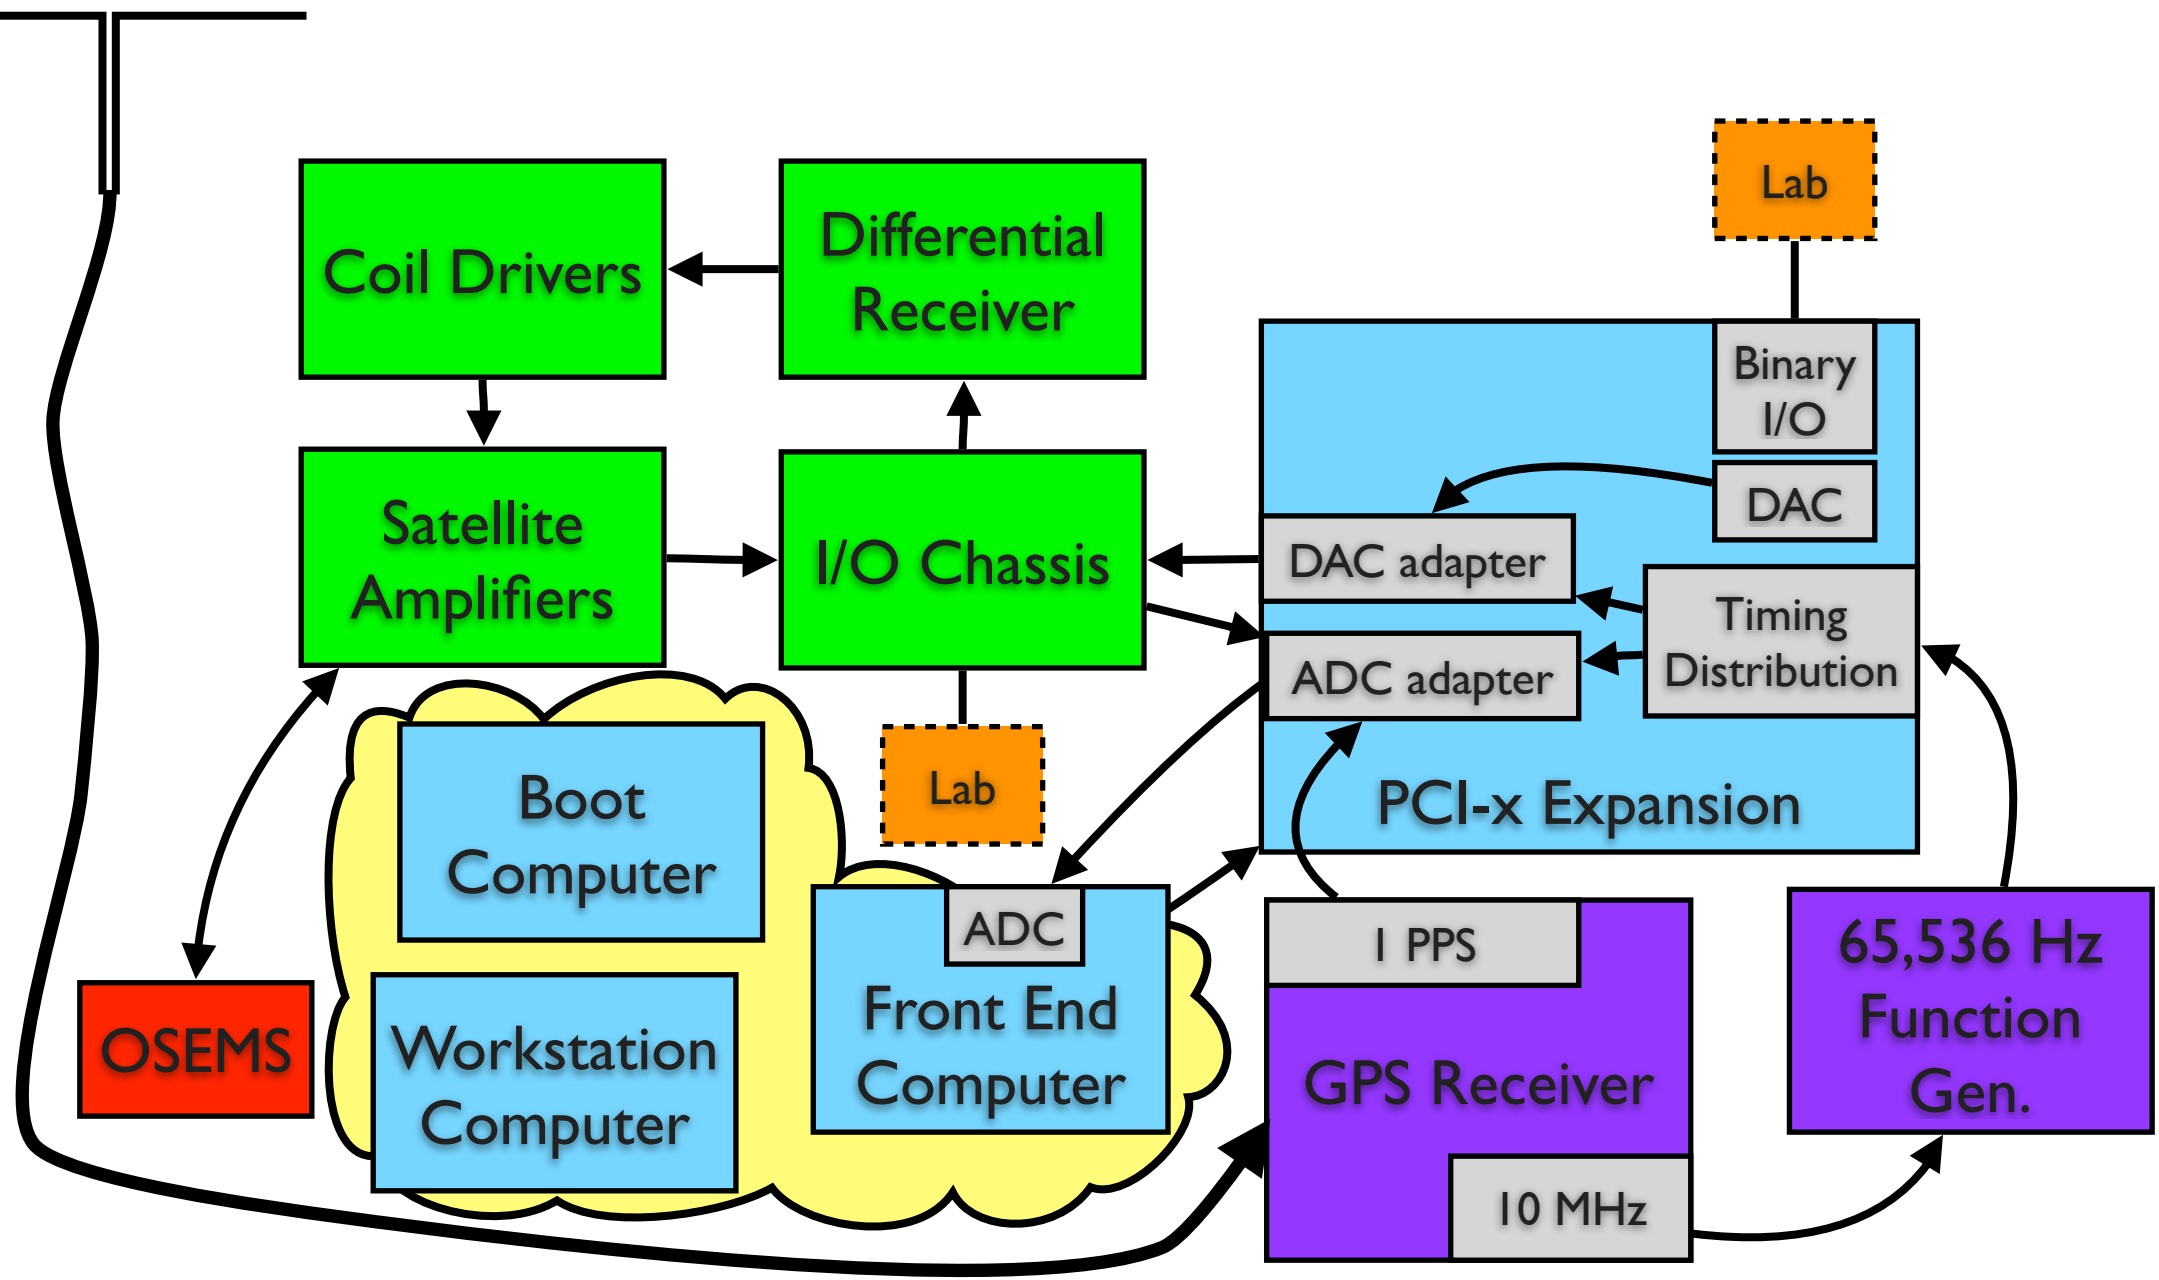 Lab
Coil Drivers
Differential
Receiver
Binary
I/O
DAC
Satellite
Amplifiers
I/O Chassis
DAC adapter
Timing
Distribution
ADC adapter
Lab
PCI-x Expansion
Boot
Computer
ADC
Front End
Computer
1 PPS
GPS Receiver
10 MHz
65,536 Hz
Function
Gen.
OSEMS
Workstation
Computer